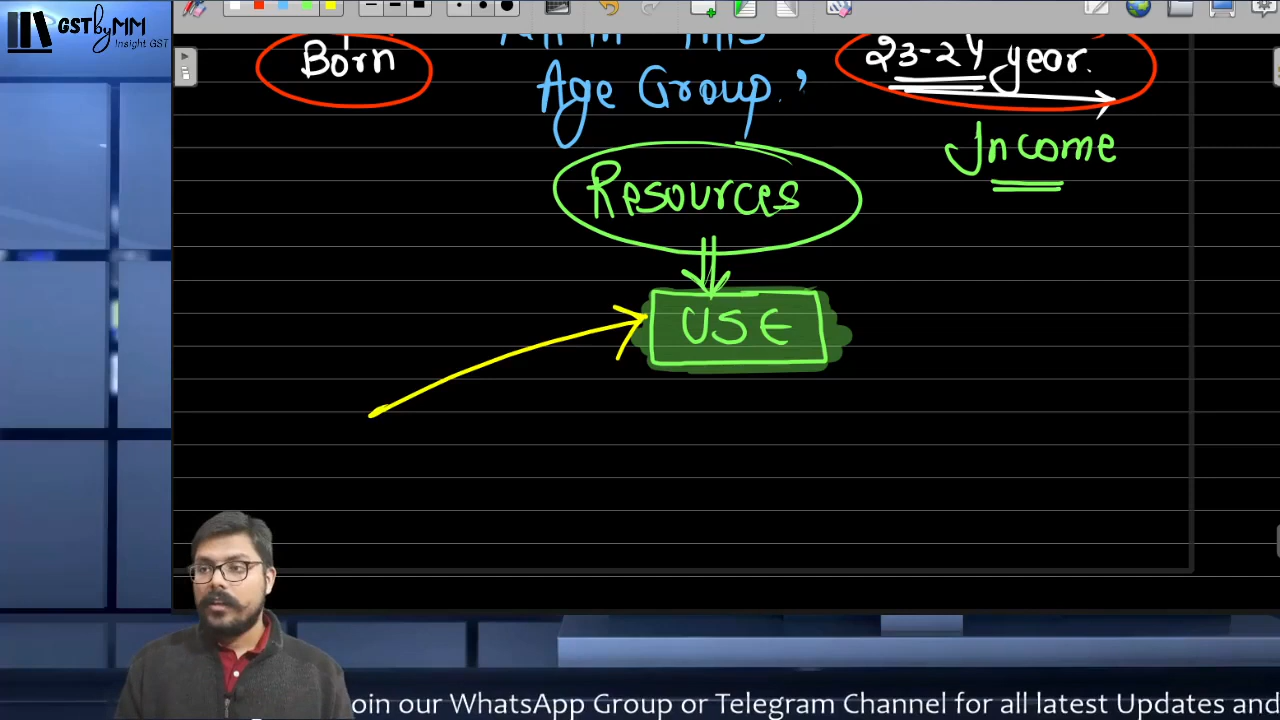 GSTbyMM
Insight GST
Born
this
Age Group.'
23-24 year.
Income
Resources
USE
oin our WhatsApp Group or Telegram Channel for all latest Updates and